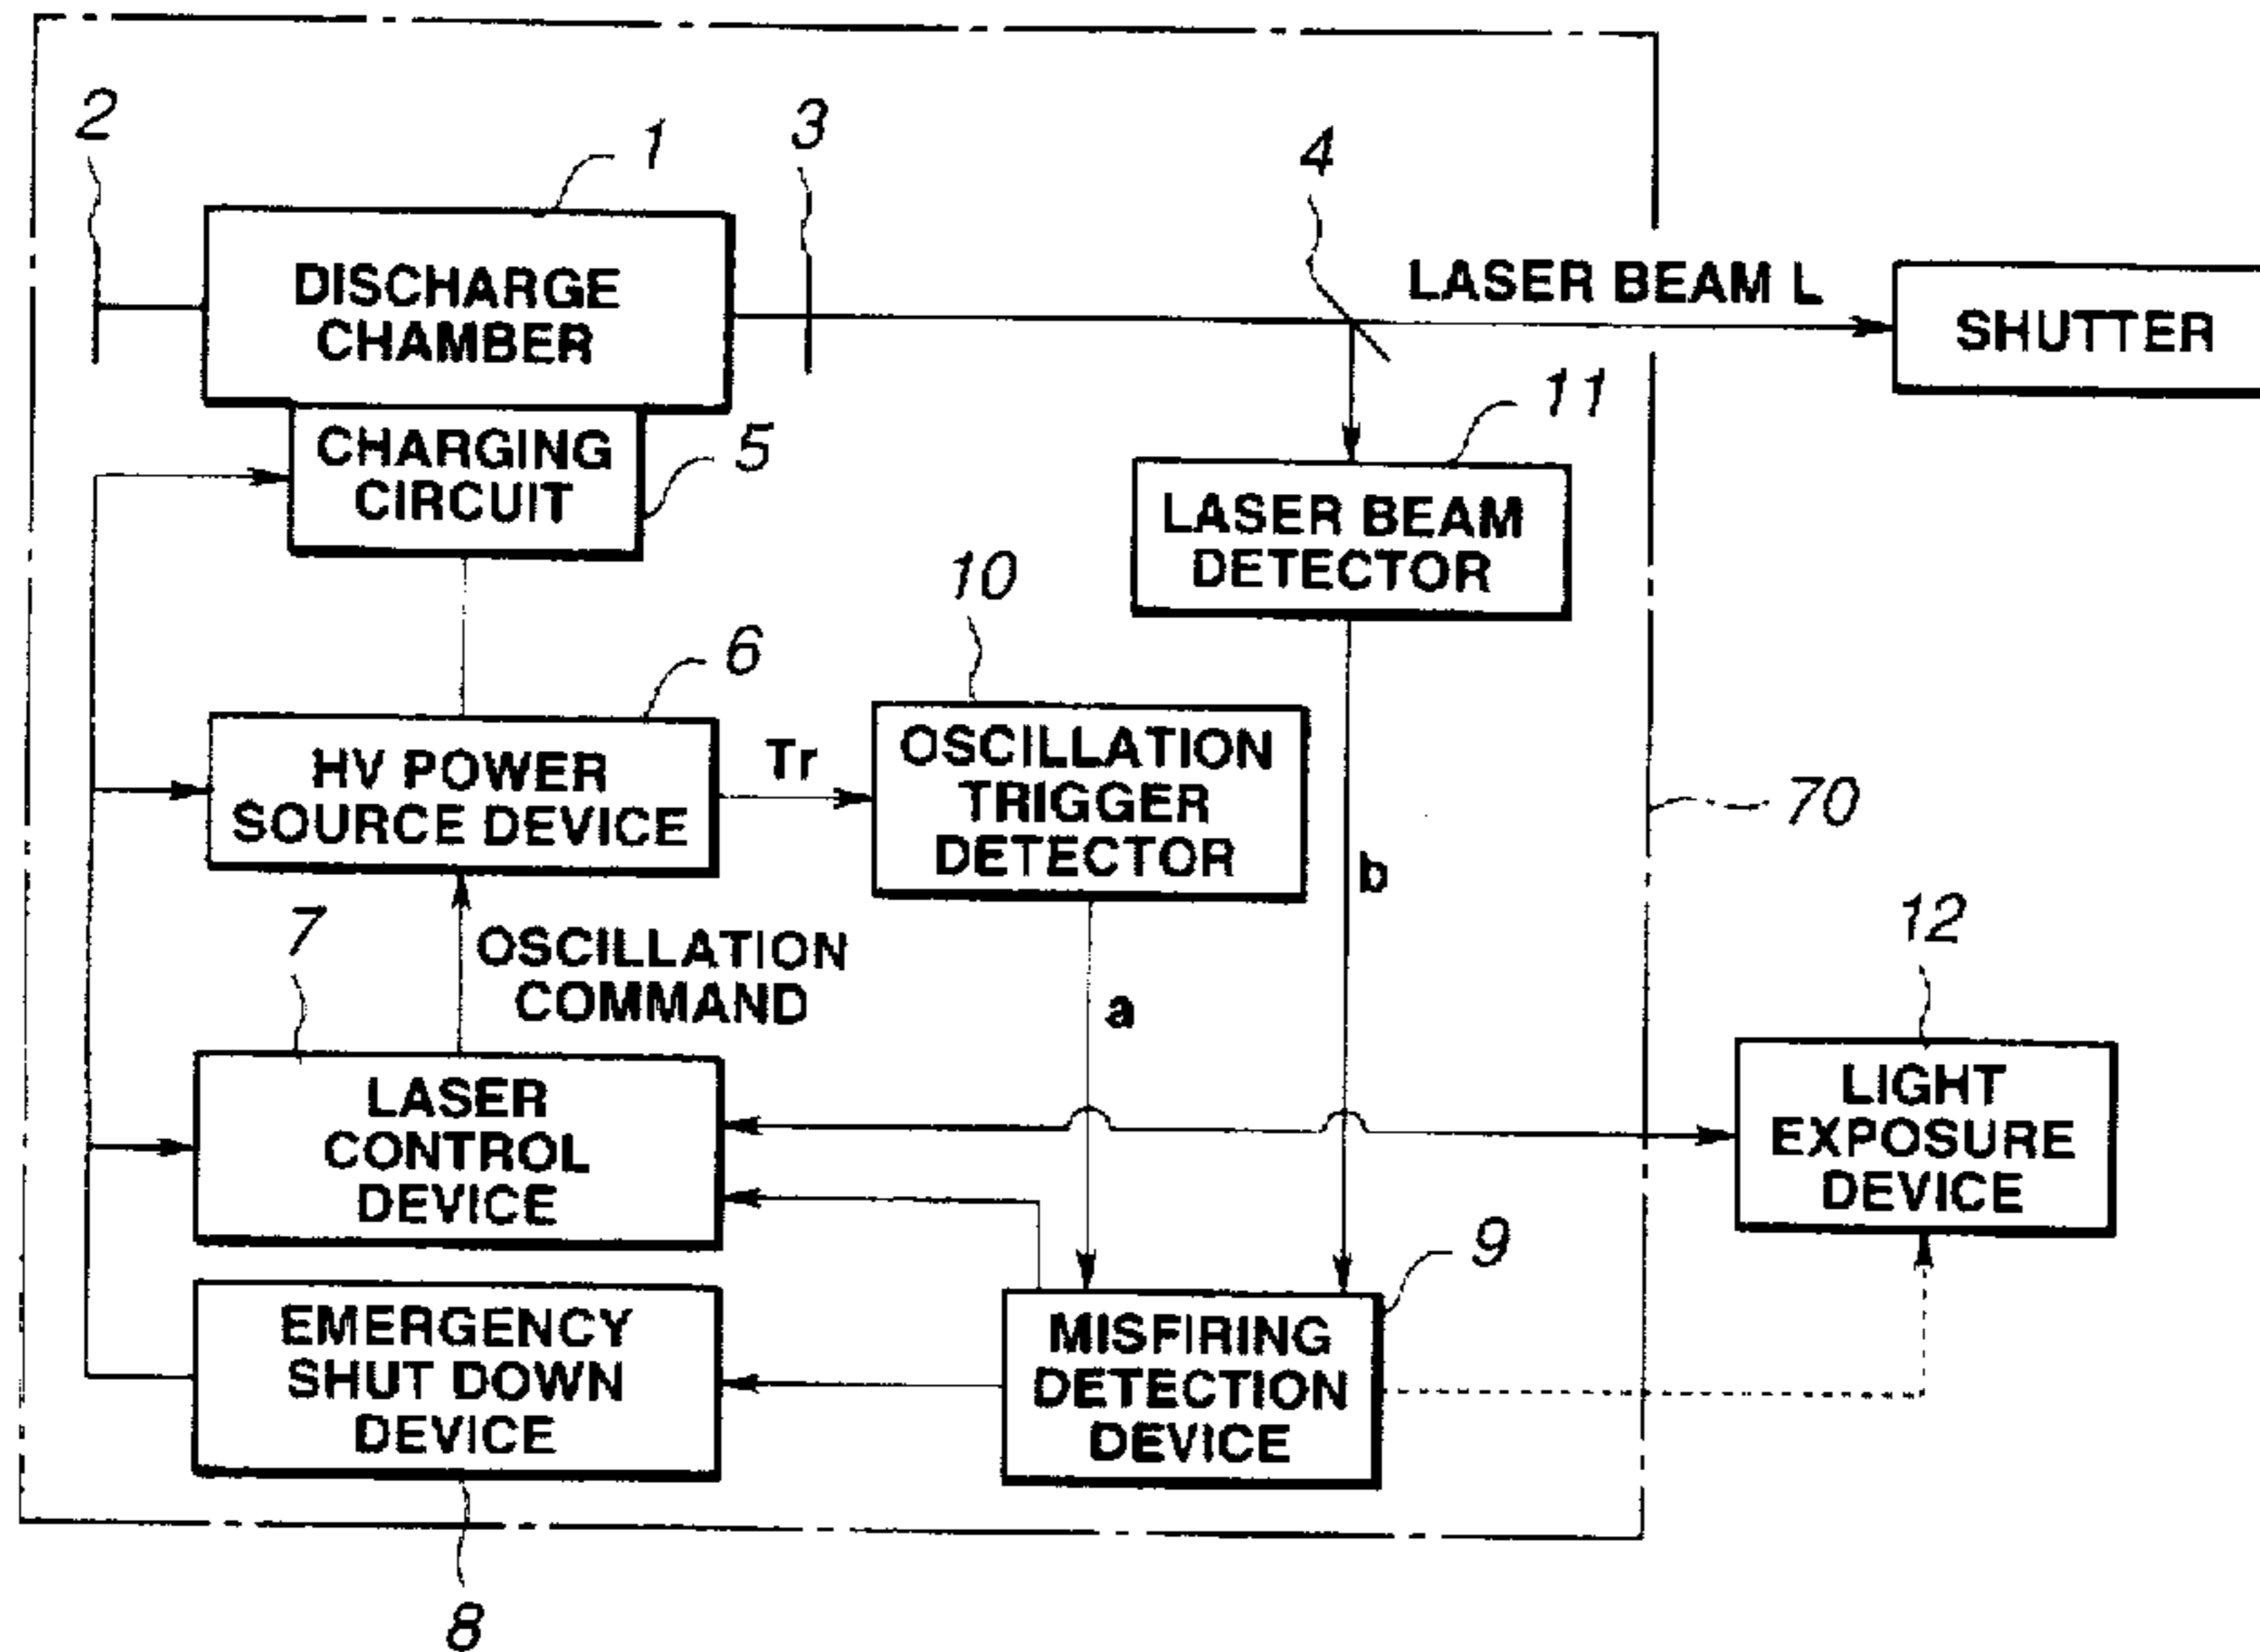 2
1
3
4
DISCHARGE
CHAMBER
LASER BEAM L
SHUTTER
CHARGING
CIRCUIT
5
11
LASER BEAM
DETECTOR
10
6
HV POWER
SOURCE DEVICE
Tr
OSCILLATION
TRIGGER
DETECTOR
70
b
7
OSCILLATION
COMMAND
a
12
LASER
CONTROL
DEVICE
LIGHT
EXPOSURE
DEVICE
9
EMERGENCY
SHUT DOWN
DEVICE
MISFIRING
DETECTION
DEVICE
8